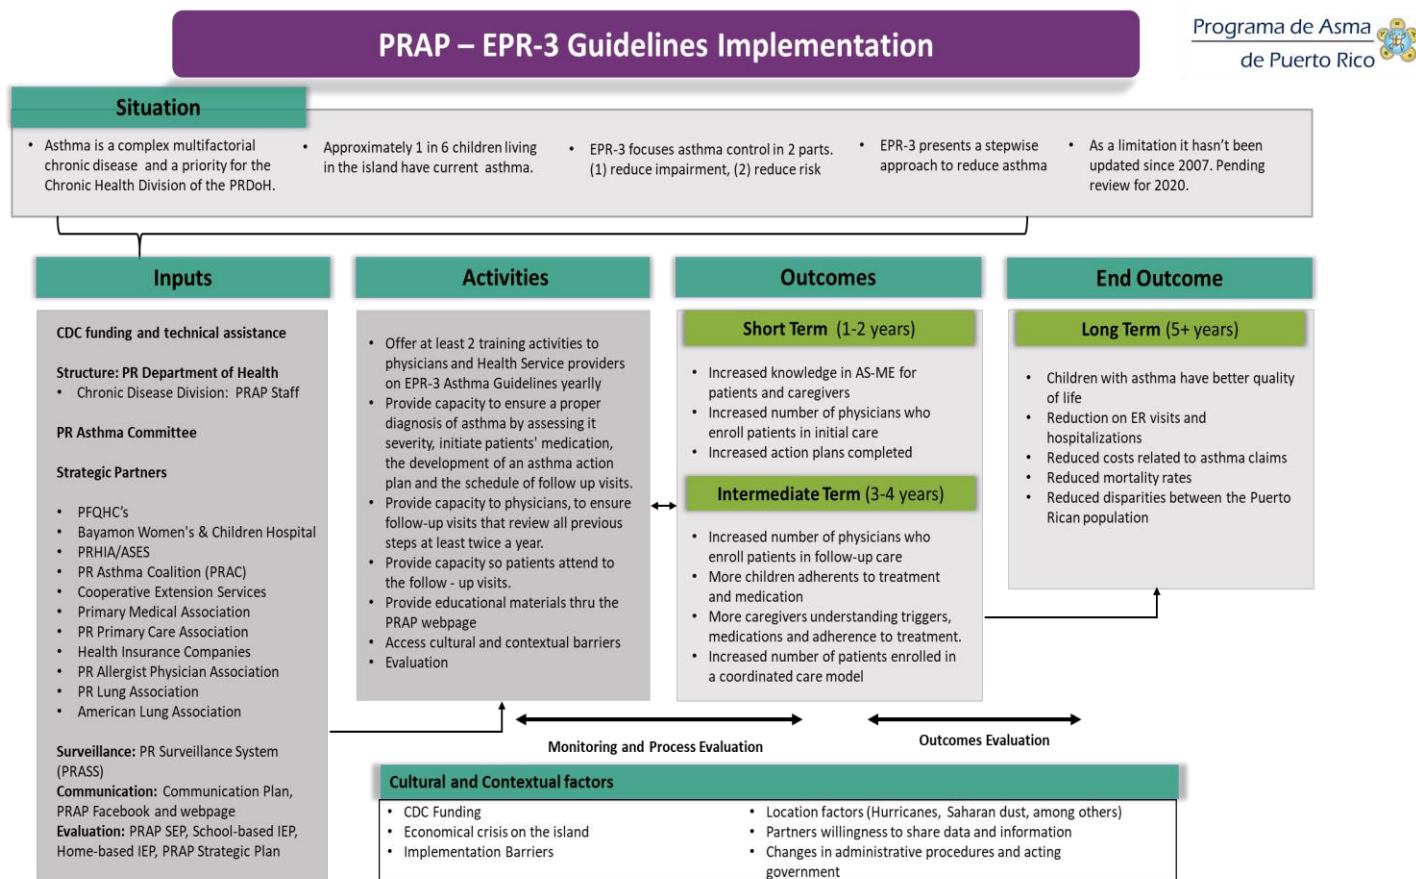 PRAP – EPR-3 Guidelines Implementation
Programa de Asma
de Puerto Rico
Situation
• Asthma is a complex multifactorial
chronic disease and a priority for the
Chronic Health Division of the PRDoH.
• Approximately 1 in 6 children living
in the island have current asthma.
• EPR-3 focuses asthma control in 2 parts.
(1) reduce impairment, (2) reduce risk
• EPR-3 presents a stepwise
approach to reduce asthma
• As a limitation it hasn't been
updated since 2007. Pending
review for 2020.
Inputs
CDC funding and technical assistance
Structure: PR Department of Health
• Chronic Disease Division: PRAP Staff
PR Asthma Committee
Strategic Partners
• PFQHC's
• Bayamon Women's & Children Hospital
• PRHIA/ASES
• PR Asthma Coalition (PRAC)
• Cooperative Extension Services
• Primary Medical Association
• PR Primary Care Association
• Health Insurance Companies
• PR Allergist Physician Association
• PR Lung Association
• American Lung Association
Surveillance: PR Surveillance System
(PRASS)
Communication: Communication Plan,
PRAP Facebook and webpage
Evaluation: PRAP SEP, School-based IEP,
Home-based IEP, PRAP Strategic Plan
Activities
• Offer at least 2 training activities to
physicians and Health Service providers
on EPR-3 Asthma Guidelines yearlly
• Provide capacity to ensure a proper
diagnosis of asthma by assessing it
severity, initiate patients' medication,
the development of an asthma action
plan and the schedule of follow up visits.
• Provide capacity to physicians, to ensure
follow-up visits that review all previous
steps at least twice a year.
• Provide capacity so patients attend to
the follow - up visits.
• Provide educational materials thru the
PRAP webpage
• Access cultural and contextual barriers
• Evaluation
Outcomes
Short Term (1-2 years)
• Increased knowledge in AS-ME for
patients and caregivers
• Increased number of physicians who
enroll patients in initial care
• Increased action plans completed
Intermediate Term (3-4 years)
• Increased number of physicians who
enroll patients in follow-up care
• More children adherents to treatment
and medication
• More caregivers understanding triggers,
medications and adherence to treatment.
• Increased number of patients enrolled in
a coordinated care model
End Outcome
Long Term (5+ years)
• Children with asthma have better quality
of life
• Reduction on ER visits and
hospitalizations
• Reduced costs related to asthma claims
• Reduced mortality rates
• Reduced disparities between the Puerto
Rican population
Monitoring and Process Evaluation
Outcomes Evaluation
Cultural and Contextual factors
• CDC Funding
• Economical crisis on the island
• Implementation Barriers
• Location factors (Hurricanes, Saharan dust, among others)
• Partners willingness to share data and information
• Changes in administrative procedures and acting
government